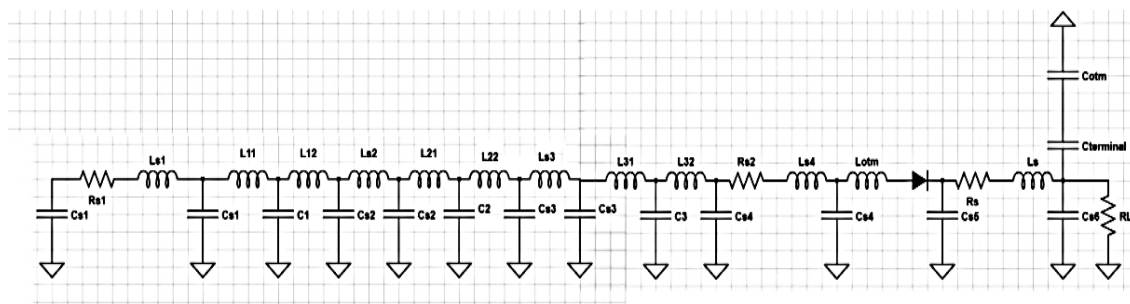 Cotm
Cterminal
Ls1
L11
L12
Ls2
L21
L22
Ls3
L31
L32
Rs2
Ls4
Lotm
Ls
Rs1
Rs
Cs1
Cs1
C1
Cs2
Cs2
C2
Cs3
Cs3
C3
Cs4
Cs4
Cs5
Cs6
RL